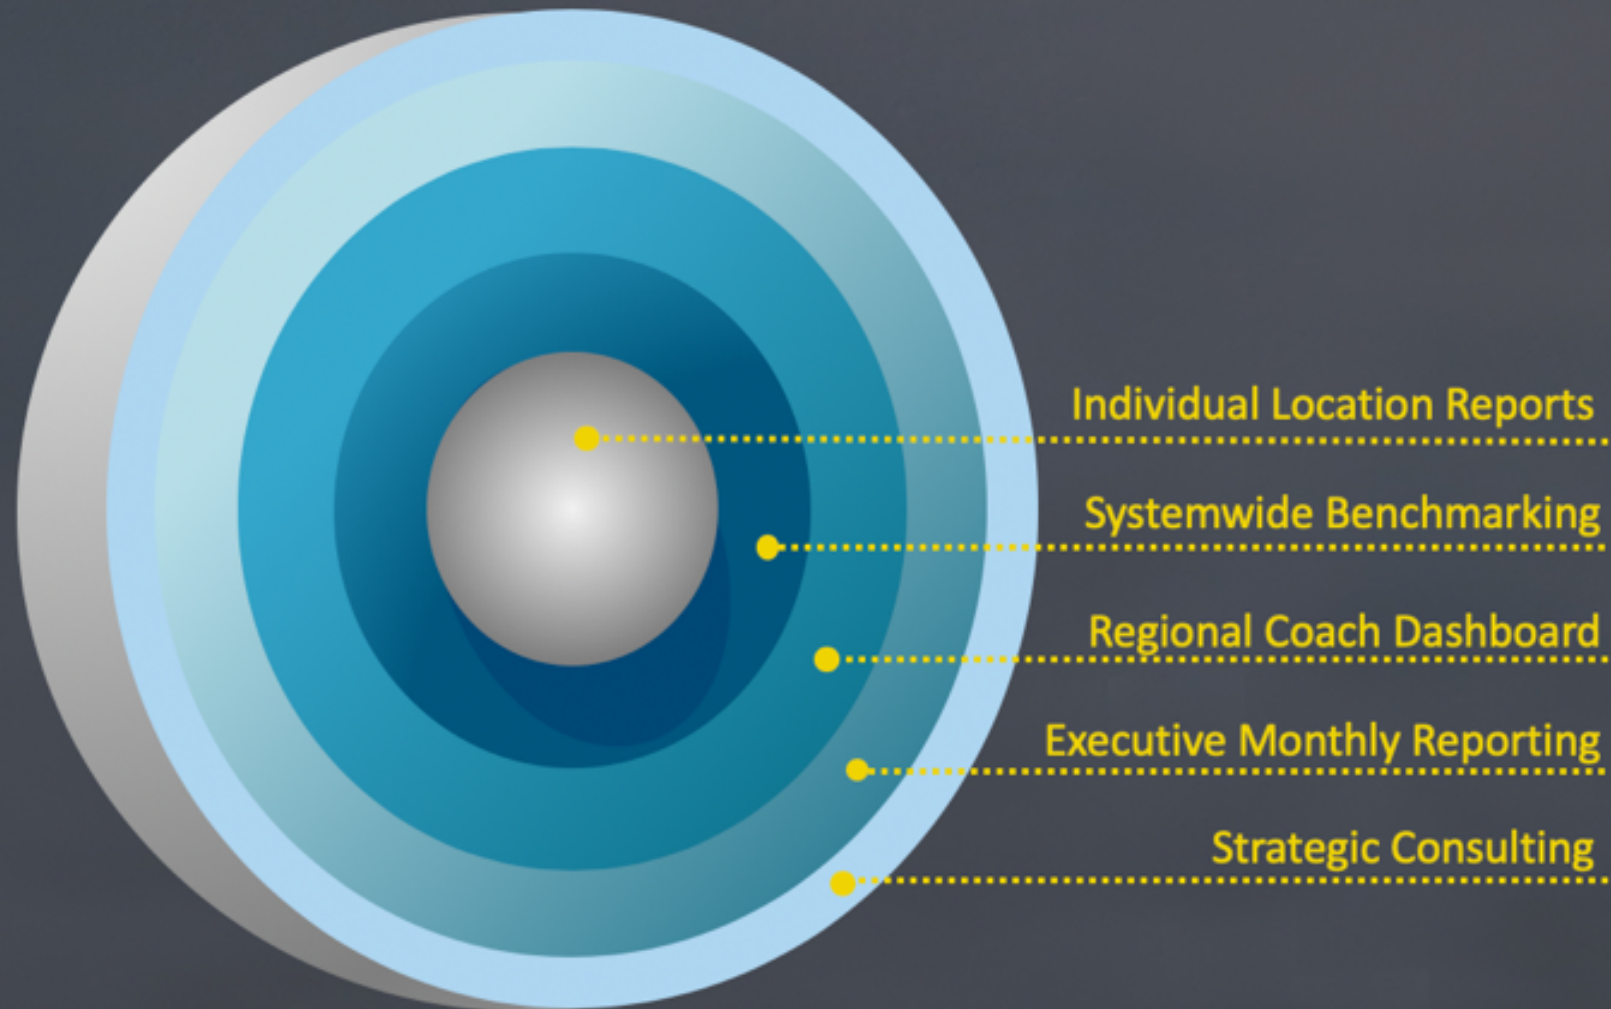 Individual Location Reports
Systemwide Benchmarking
Regional Coach Dashboard
Executive Monthly Reporting
Strategic Consulting